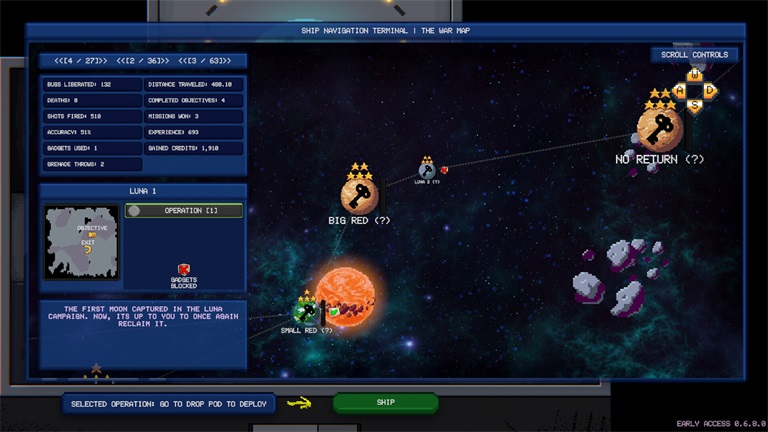 SHIP NAVIGATION TERMINAL | THE WAR MAP
<<[4 / 27]>> <<[2 / 36]>> <<[3 / 63]>>
SCROLL CONTROLS
BUGS LIBERATED: 132
DISTANCE TRAVELED: 480.10
DEATHS: 0
COMPLETED OBJECTIVES: 4
SHOTS FIRED: 510
MISSIONS WON: 3
ACCURACY: 51%
EXPERIENCE: 693
GADGETS USED: 1
GAINED CREDITS: 1,910
GRENADE THROWS: 2
W
A
D
S
NO RETURN (?)
LUNA 2 (?)
BIG RED (?)
LUNA 1
OPERATION [1]
OBJECTIVE
EXIT
GADGETS
BLOCKED
THE FIRST MOON CAPTURED IN THE LUNA
CAMPAIGN. NOW, ITS UP TO YOU TO ONCE AGAIN
RECLAIM IT.
SMALL RED (?)
SELECTED OPERATION: GO TO DROP POD TO DEPLOY
SHIP
EARLY ACCESS 0.6.0.0